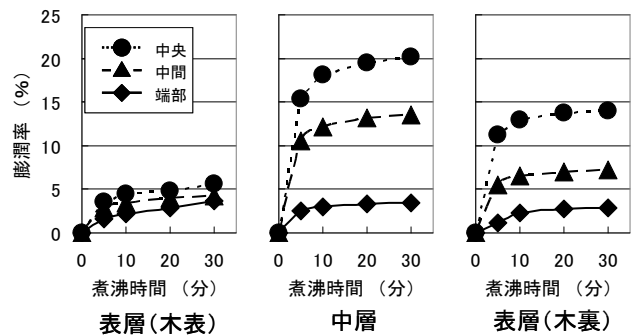 膨潤率 (%)
25
20
15
10
5
0
中央
中間
端部
0 10 20 30
煮沸時間 (分)
表層(木表)
0 10 20 30
煮沸時間 (分)
中層
0 10 20 30
煮沸時間 (分)
表層(木裏)